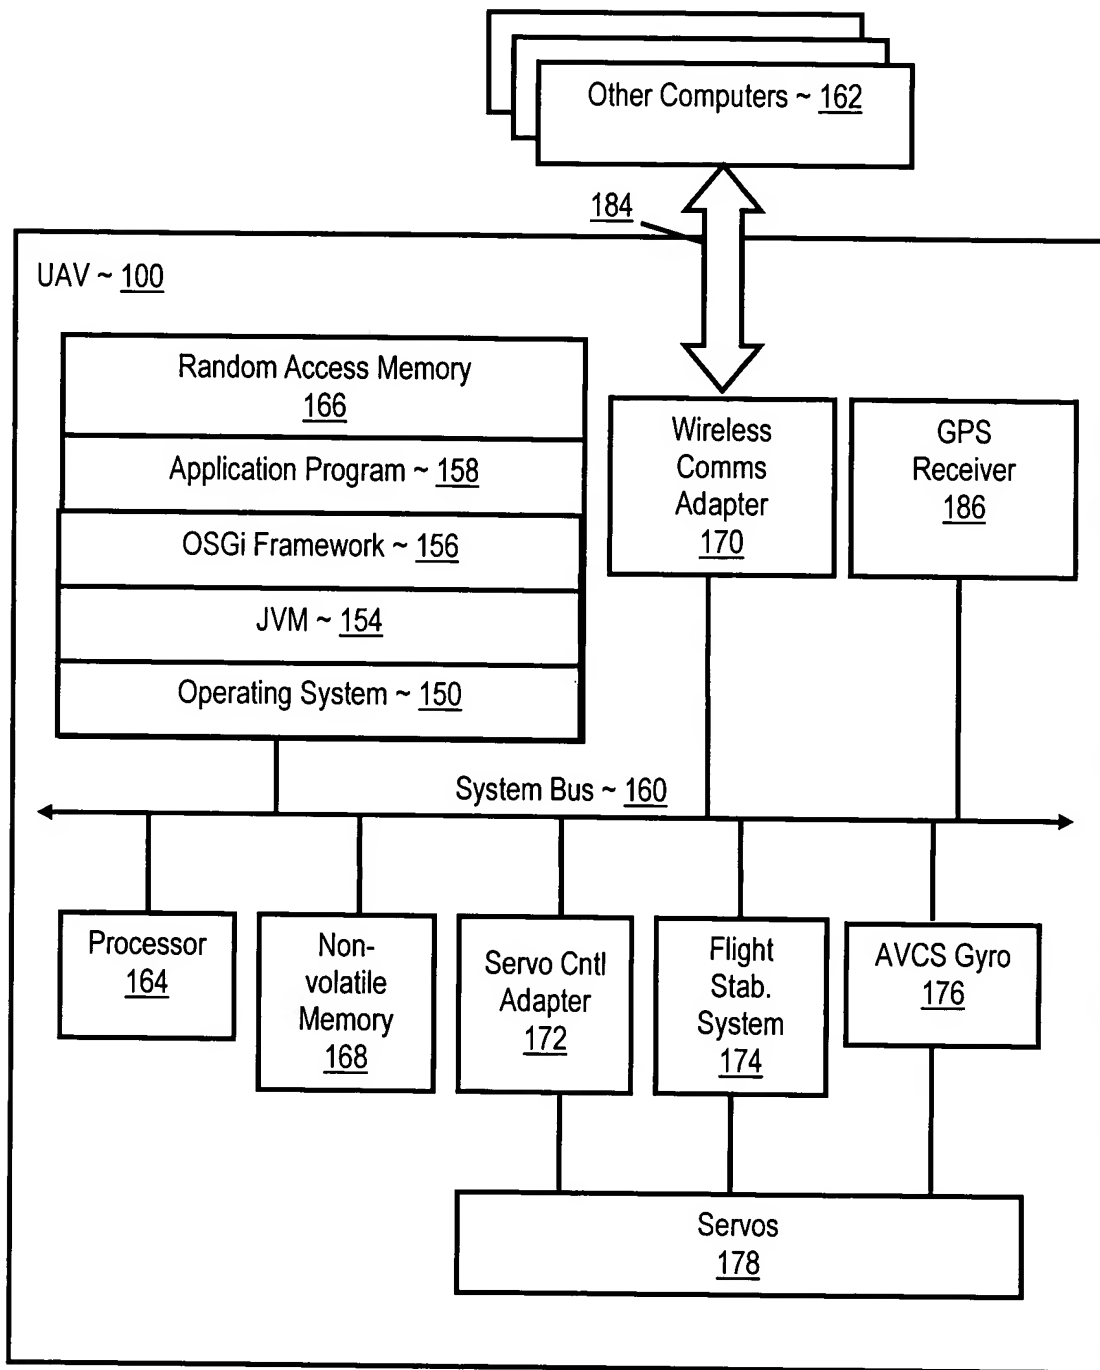 Other Computers ~ 162
184
UAV ~ 100
Random Access Memory
166
Application Program ~ 158
OSGi Framework ~ 156
JVM ~ 154
Operating System ~ 150
Wireless
Comms
Adapter
170
GPS
Receiver
186
System Bus ~ 160
Processor
164
Non-
volatile
Memory
168
Servo Cntl
Adapter
172
Flight
Stab.
System
174
AVCS Gyro
176
Servos
178